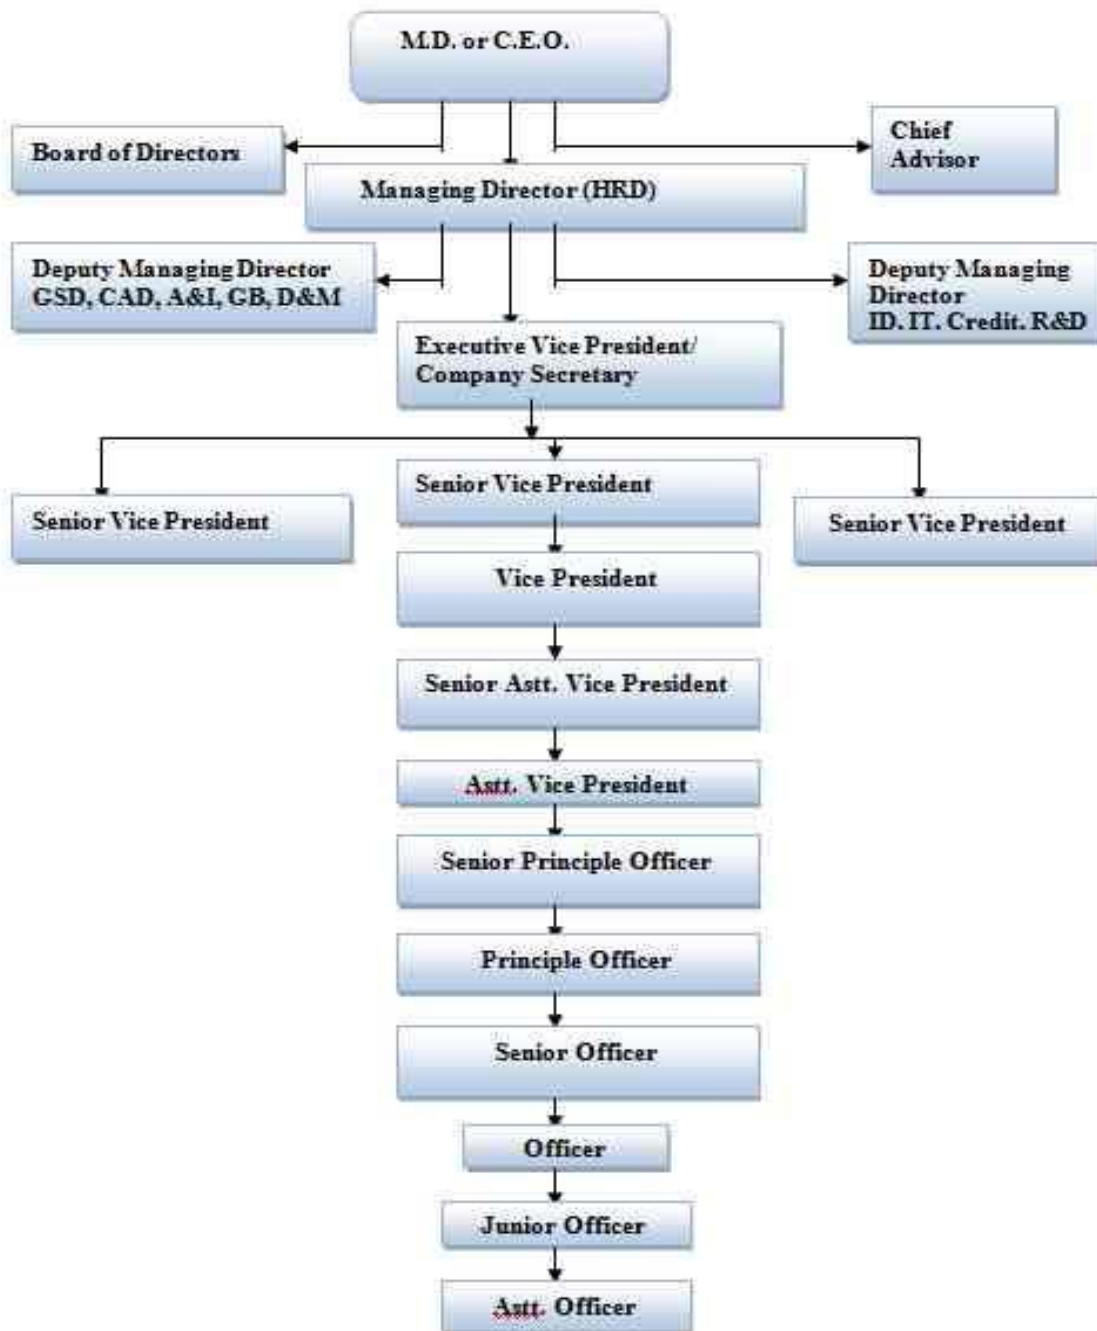 M.D. or C.E.O.
Board of Directors
Chief
Advisor
Managing Director (HRD)
Deputy Managing Director
GSD, CAD, A&I, GB, D&M
Deputy Managing
Director
ID. IT. Credit. R&D
Executive Vice President/
Company Secretary
Senior Vice President
Senior Vice President
Senior Vice President
Vice President
Senior Astt. Vice President
Astt. Vice President
Senior Principle Officer
Principle Officer
Senior Officer
Officer
Junior Officer
Astt. Officer